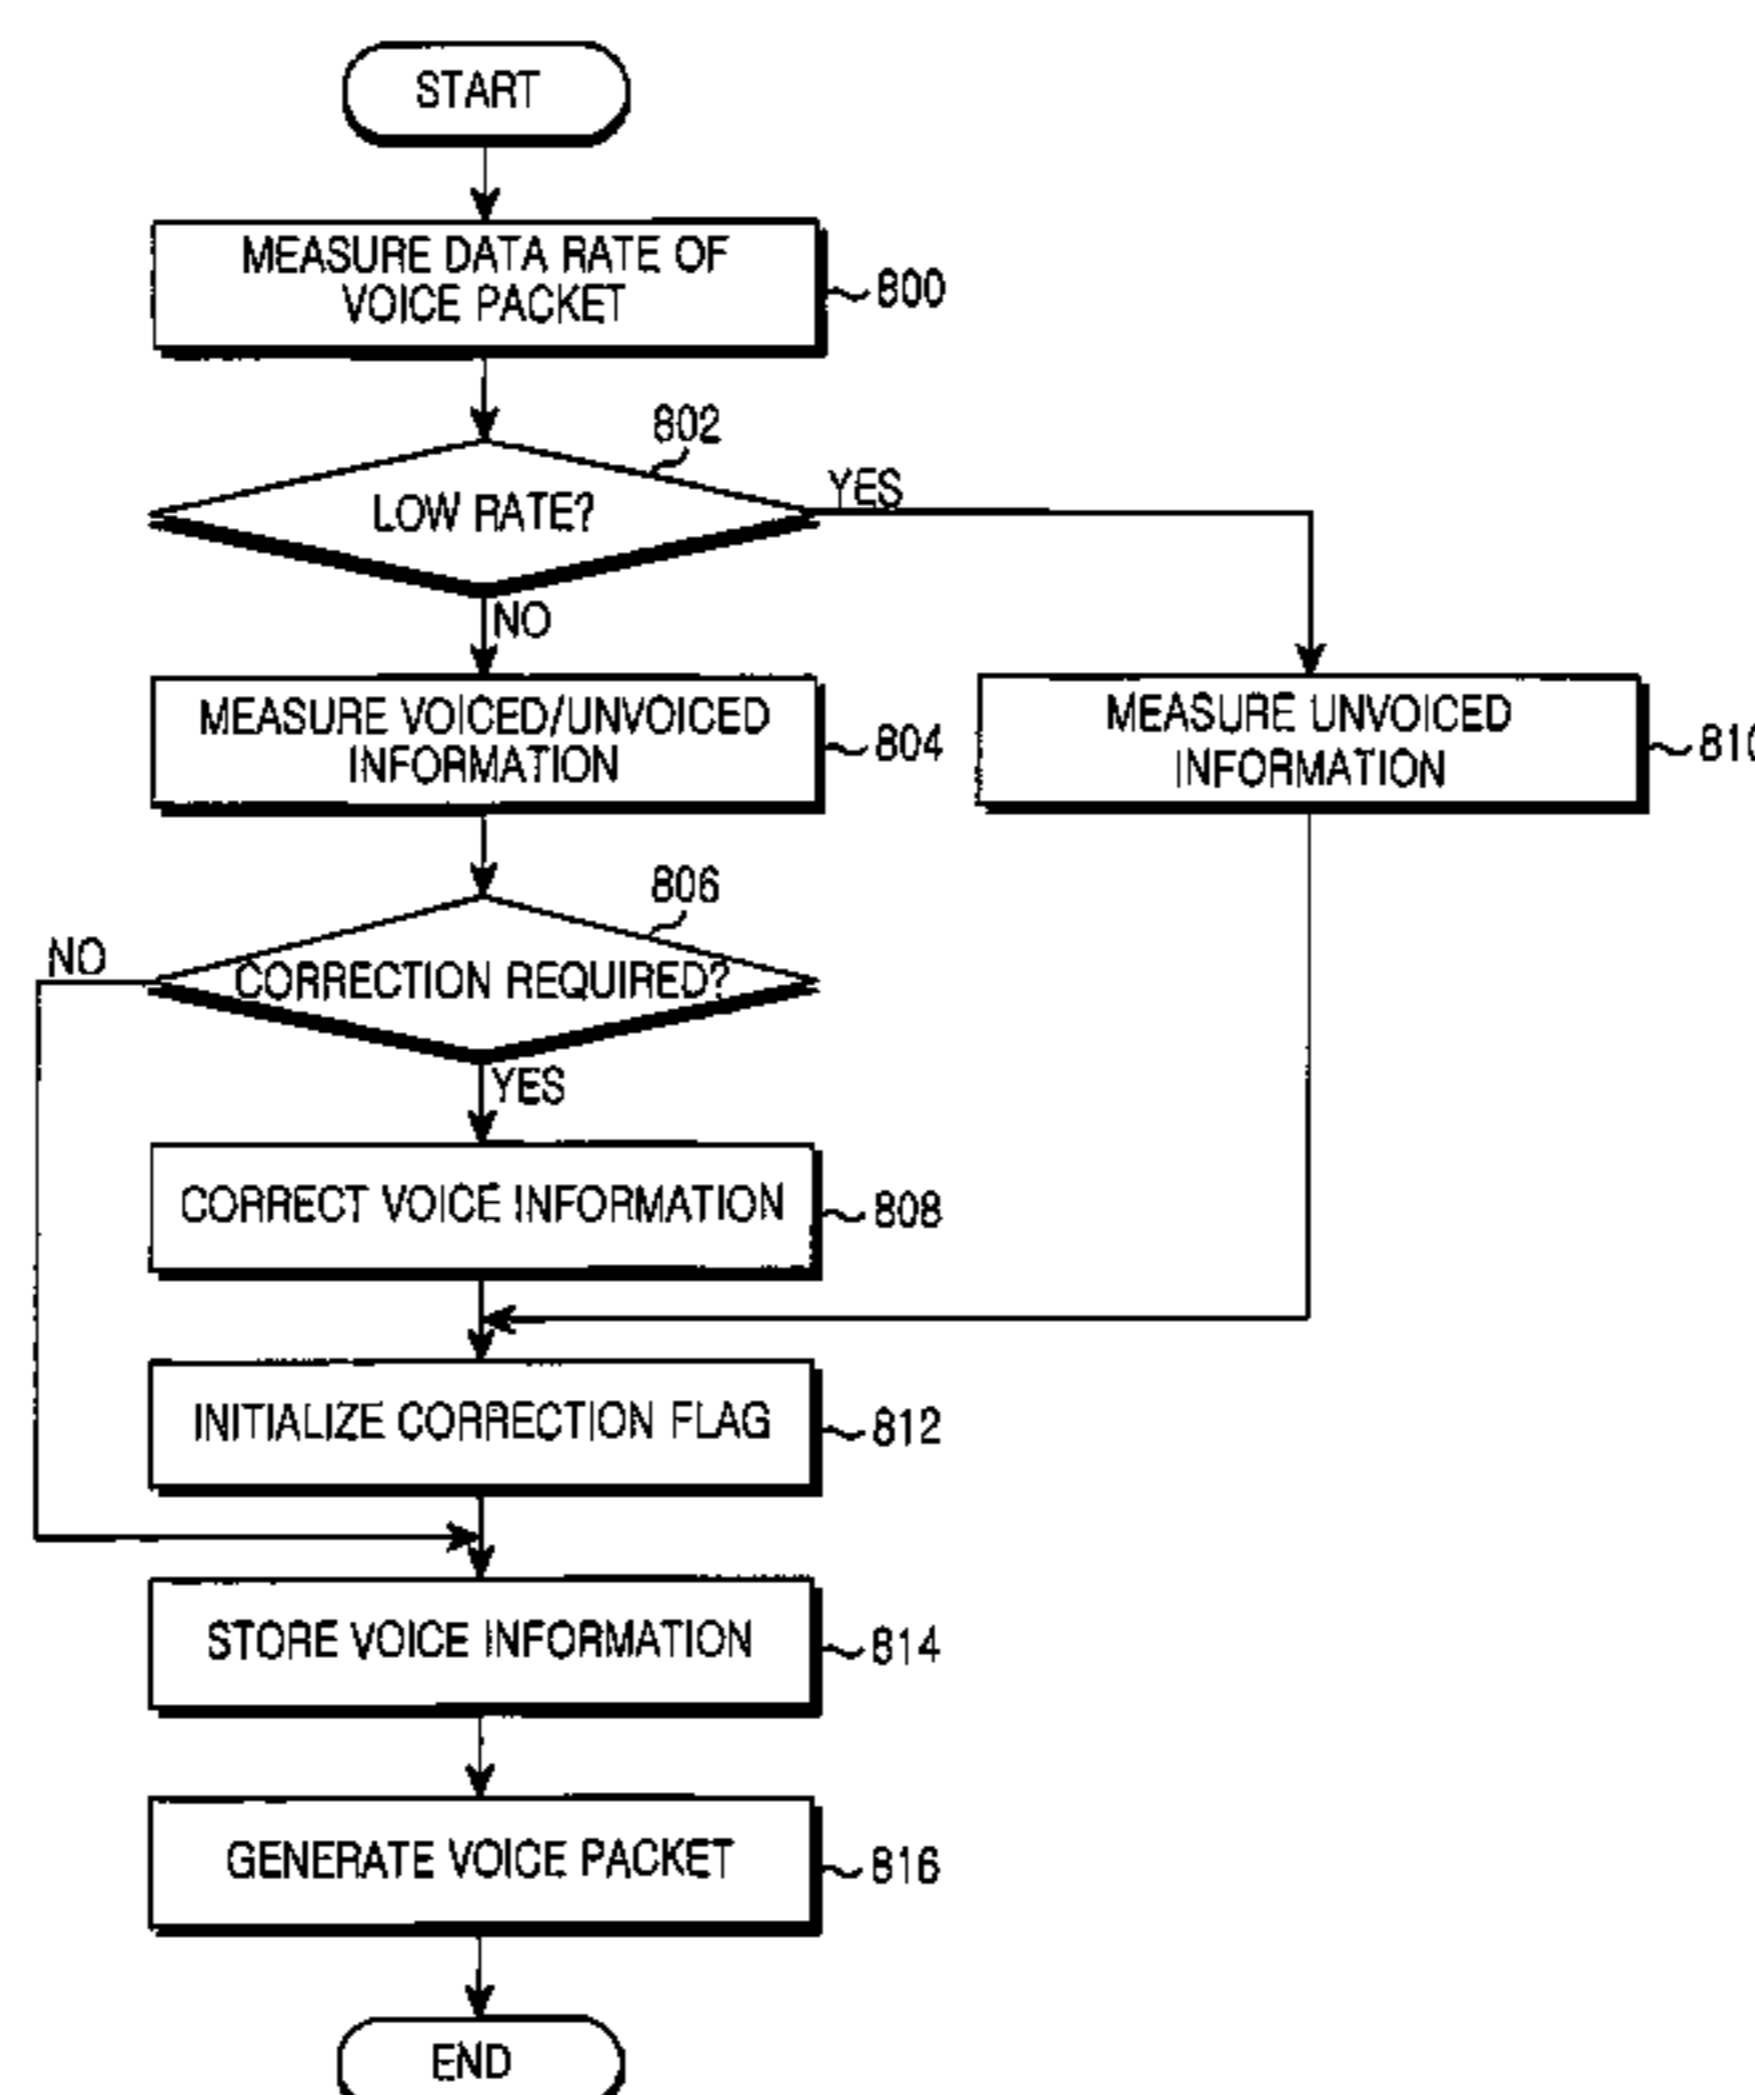 START
MEASURE DATA RATE OF
VOICE PACKET
800
802
LOW RATE?
YES
NO
MEASURE VOICED/UNVOICED
INFORMATION
804
MEASURE UNVOICED
INFORMATION
810
806
NO
CORRECTION REQUIRED?
YES
CORRECT VOICE INFORMATION
808
INITIALIZE CORRECTION FLAG
812
STORE VOICE INFORMATION
814
GENERATE VOICE PACKET
816
END